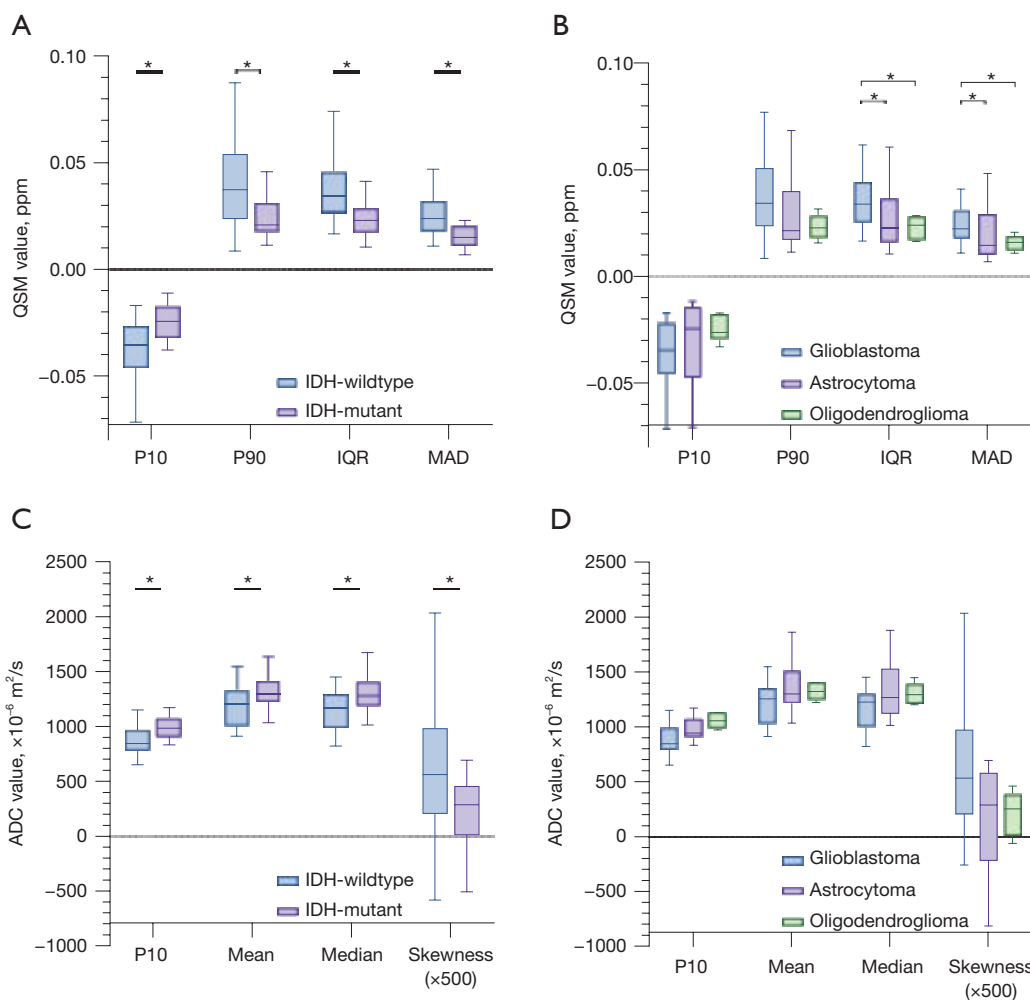 A
QSM value, ppm
0.10
0.05
0.00
−0.05
* * * *
IDH-wildtype
IDH-mutant
P10 P90 IQR MAD
B
QSM value, ppm
0.10
0.05
0.00
−0.05
* *
* *
Glioblastoma
Astrocytoma
Oligodendroglioma
P10 P90 IQR MAD
C
ADC value, ×10⁻⁶ m²/s
2500
2000
1500
1000
500
0
−500
−1000
* * * *
IDH-wildtype
IDH-mutant
P10 Mean Median Skewness
(×500)
D
ADC value, ×10⁻⁶ m²/s
2500
2000
1500
1000
500
0
−500
−1000
Glioblastoma
Astrocytoma
Oligodendroglioma
P10 Mean Median Skewness
(×500)